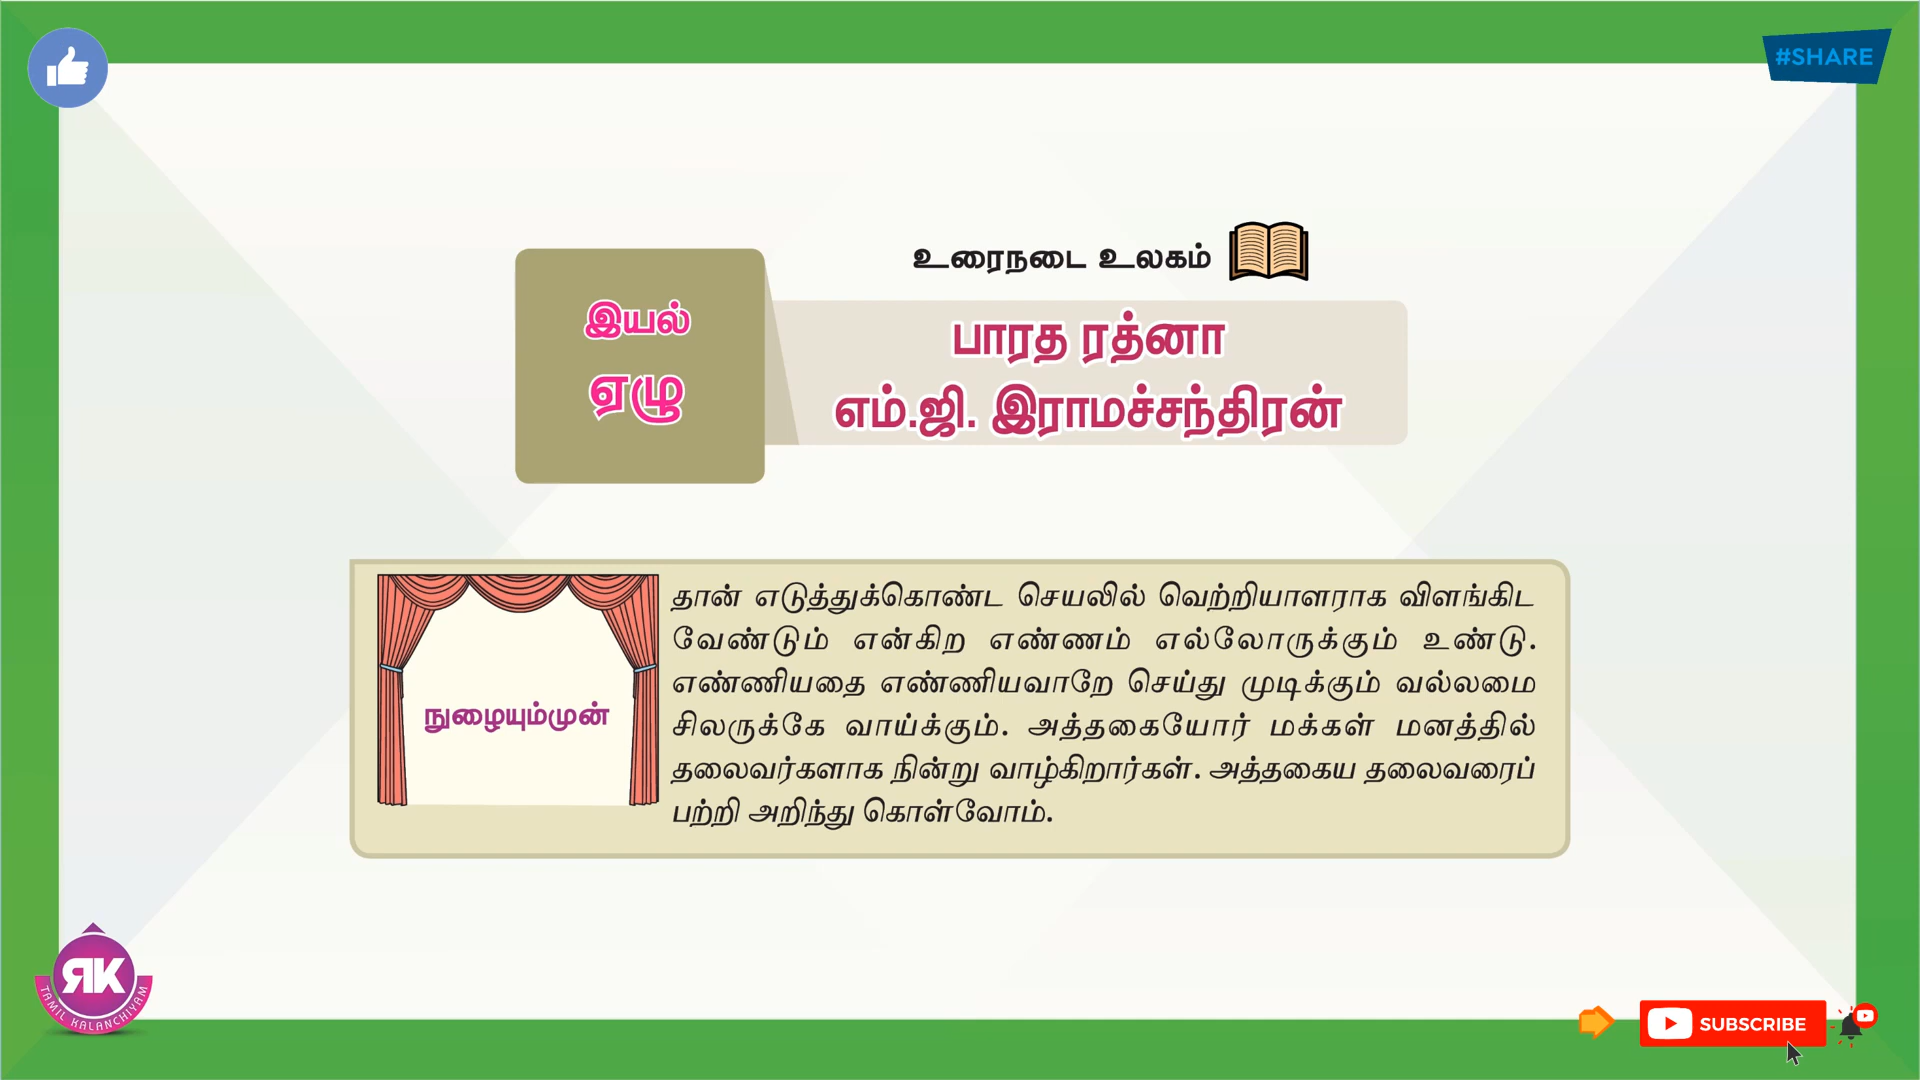 #SHARE
உரைநடை உலகம்
இயல்
ஏழு
பாரத ரத்னா
எம்.ஜி. இராமச்சந்திரன்
நுழையும்முன்
தான் எடுத்துக்கொண்ட செயலில் வெற்றியாளராக விளங்கிட
வேண்டும் என்கிற எண்ணம் எல்லோருக்கும் உண்டு.
எண்ணியதை எண்ணியவாறே செய்து முடிக்கும் வல்லமை
சிலருக்கே வாய்க்கும். அத்தகையோர் மக்கள் மனத்தில்
தலைவர்களாக நின்று வாழ்கிறார்கள். அத்தகைய தலைவரைப்
பற்றி அறிந்து கொள்வோம்.
RK
TAMIL KALANCHIYAM
SUBSCRIBE